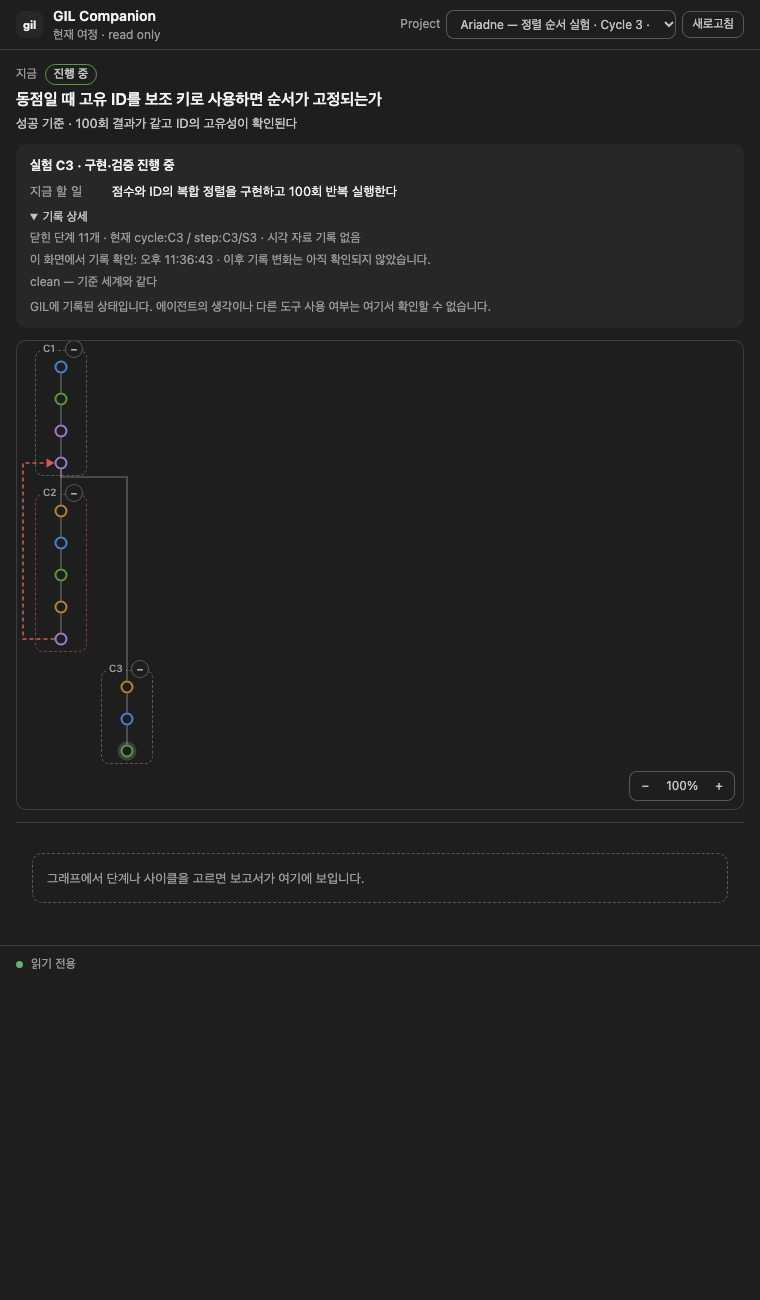 gil
GIL Companion
현재 여정 · read only
Project
Ariadne — 정렬 순서 실험 · Cycle 3 ·
새로고침
지금 진행 중
동점일 때 고유 ID를 보조 키로 사용하면 순서가 고정되는가
성공 기준 · 100회 결과가 같고 ID의 고유성이 확인된다
실험 C3 · 구현·검증 진행 중
지금 할 일 점수와 ID의 복합 정렬을 구현하고 100회 반복 실행한다
▼ 기록 상세
닫힌 단계 11개 · 현재 cycle:C3 / step:C3/S3 · 시각 자료 기록 없음
이 화면에서 기록 확인: 오후 11:36:43 · 이후 기록 변화는 아직 확인되지 않았습니다.
clean — 기준 세계와 같다
GIL에 기록된 상태입니다. 에이전트의 생각이나 다른 도구 사용 여부는 여기서 확인할 수 없습니다.
C1 −
C2 −
C3 −
− 100% +
그래프에서 단계나 사이클을 고르면 보고서가 여기에 보입니다.
읽기 전용